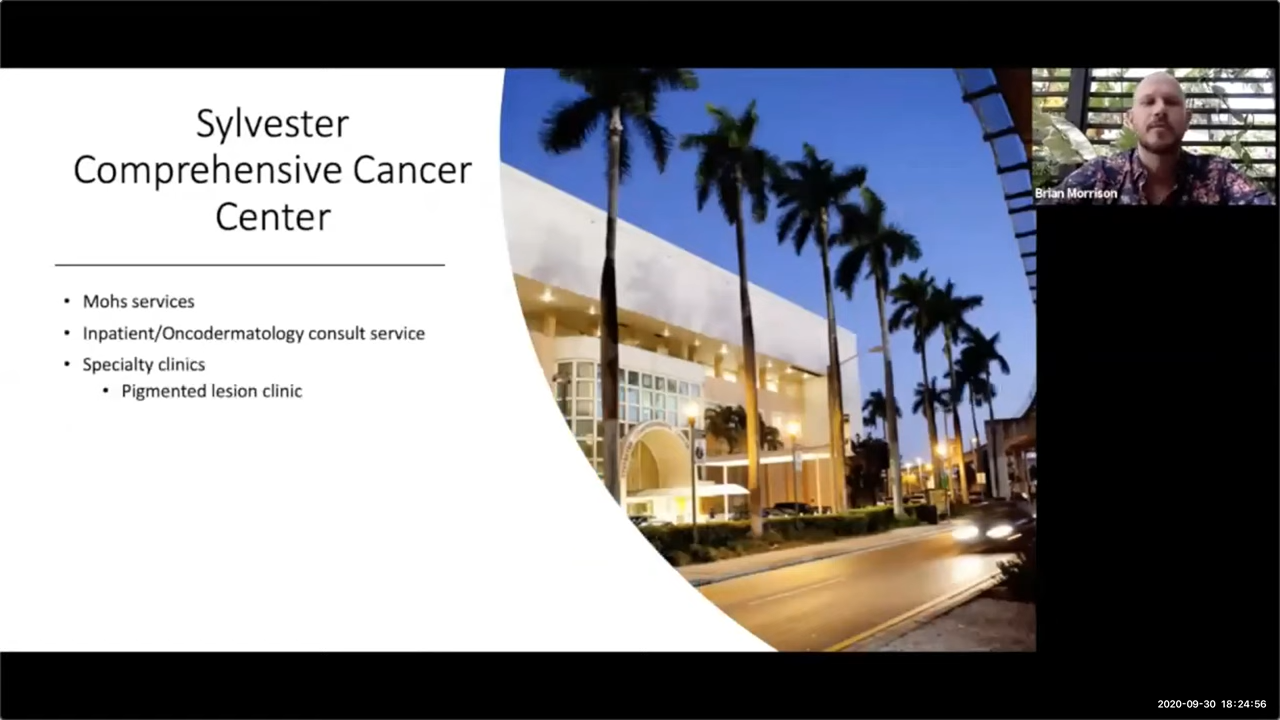 Sylvester
Comprehensive Cancer
Center
• Mohs services
• Inpatient/Oncodermatology consult service
• Specialty clinics
• Pigmented lesion clinic
Brian Morrison
2020-09-30 18:24:56